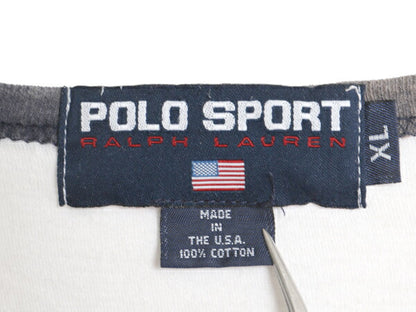 POLO SPORT
RALPH LAUREN
XL
MADE
IN
THE U.S.A.
100% COTTON